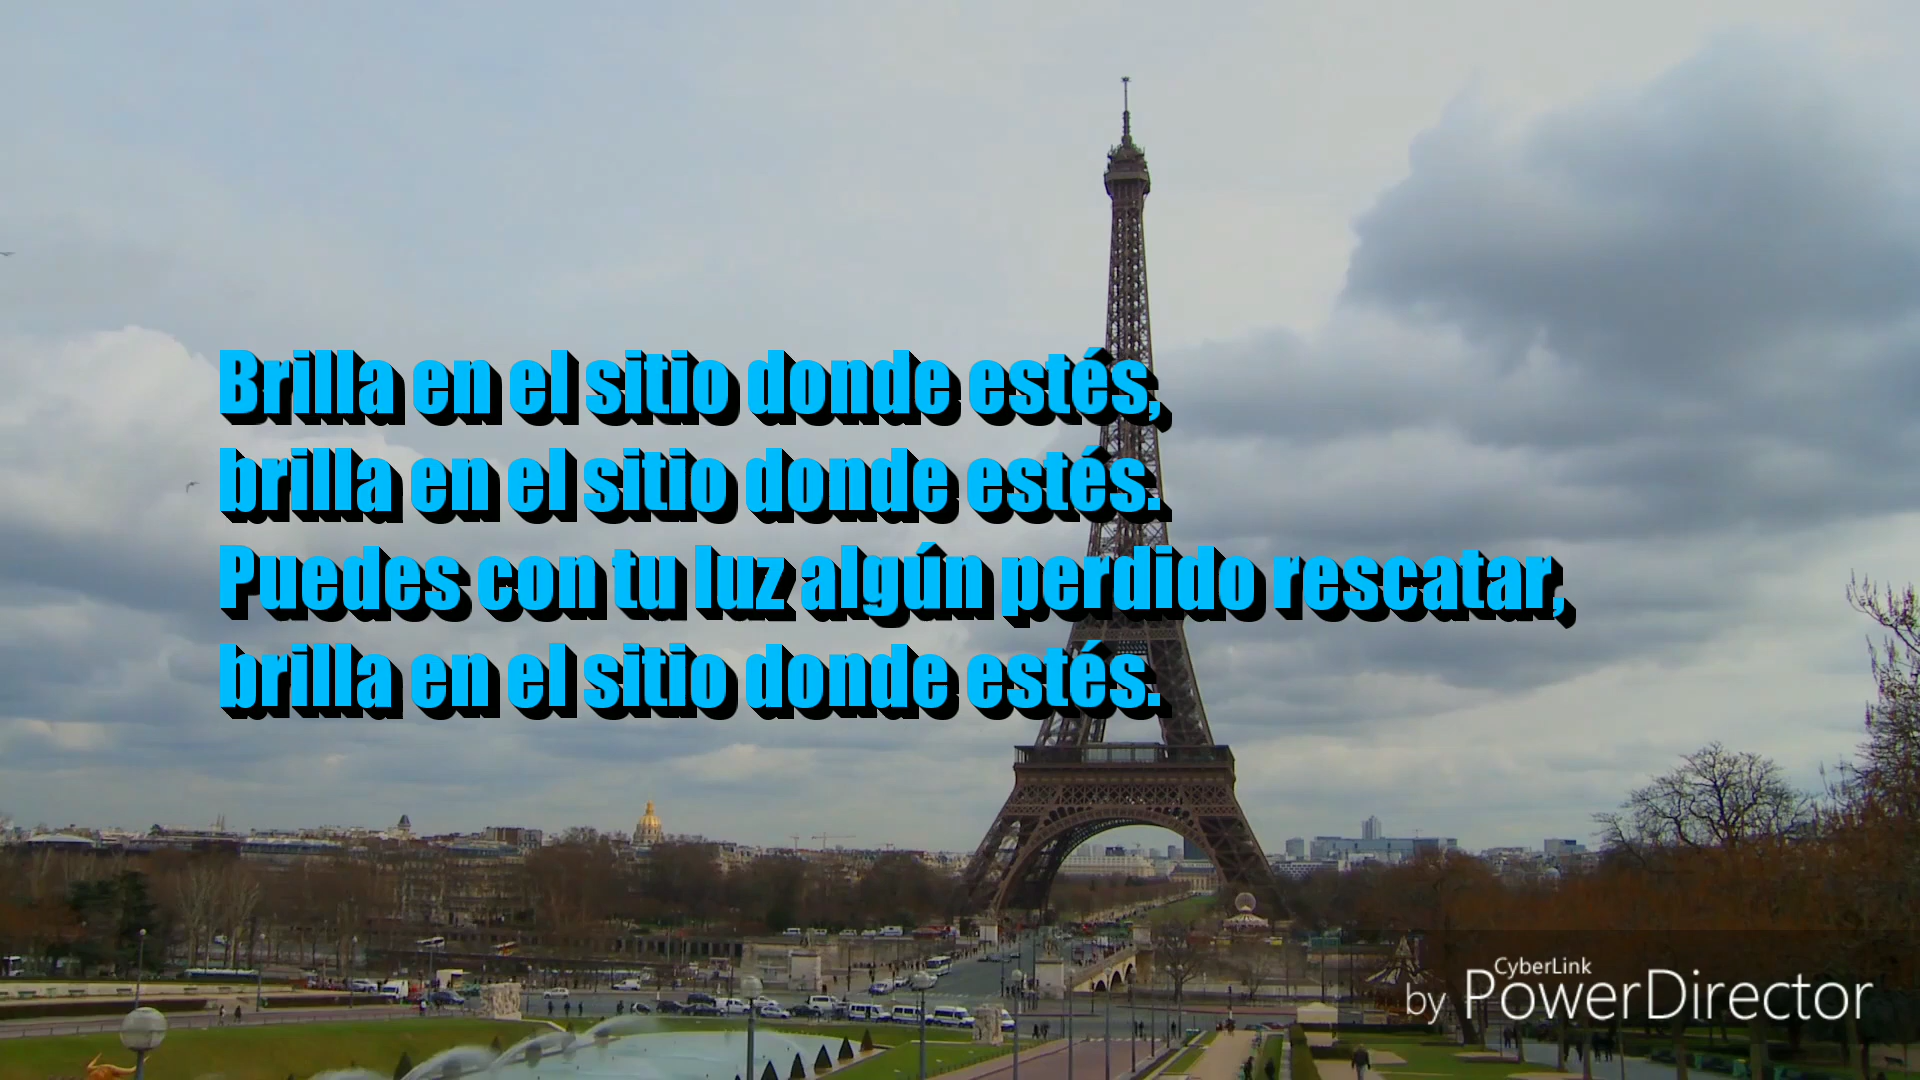 Brilla en el sitio donde estés,
brilla en el sitio donde estés.
Puedes con tu luz algún perdido rescatar,
brilla en el sitio donde estés.
CyberLink
by PowerDirector